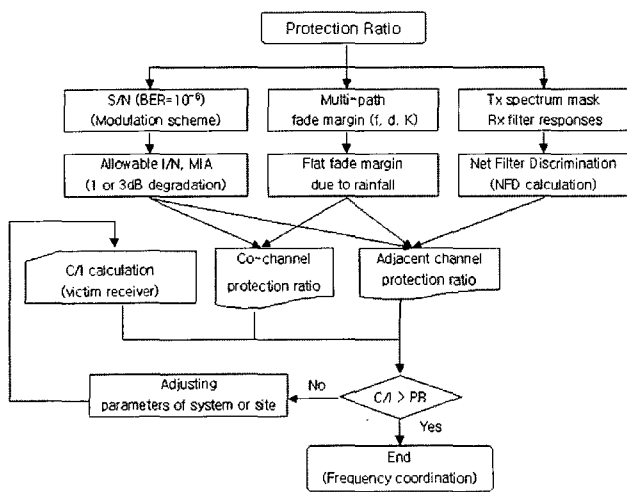 Protection Ratio
S/N (BER=10⁻⁶)
(Modulation scheme)
Multi-path
fade margin (f, d, K)
Tx spectrum mask
Rx filter responses
Allowable I/N, MIA
(1 or 3dB degradation)
Flat fade margin
due to rainfall
Net Filter Discrimination
(NFD calculation)
C/I calculation
(victim receiver)
Co-channel
protection ratio
Adjacent channel
protection ratio
Adjusting
parameters of system or site
No
C/I > PR
Yes
End
(Frequency coordination)